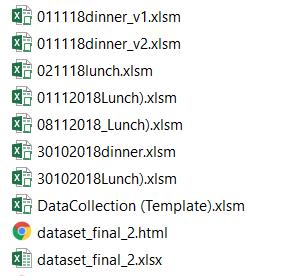 011118dinner_v1.xlsm
011118dinner_v2.xlsm
021118lunch.xlsm
01112018Lunch).xlsm
08112018_Lunch).xlsm
30102018dinner.xlsm
30102018Lunch).xlsm
DataCollection (Template).xlsm
dataset_final_2.html
dataset_final_2.xlsx